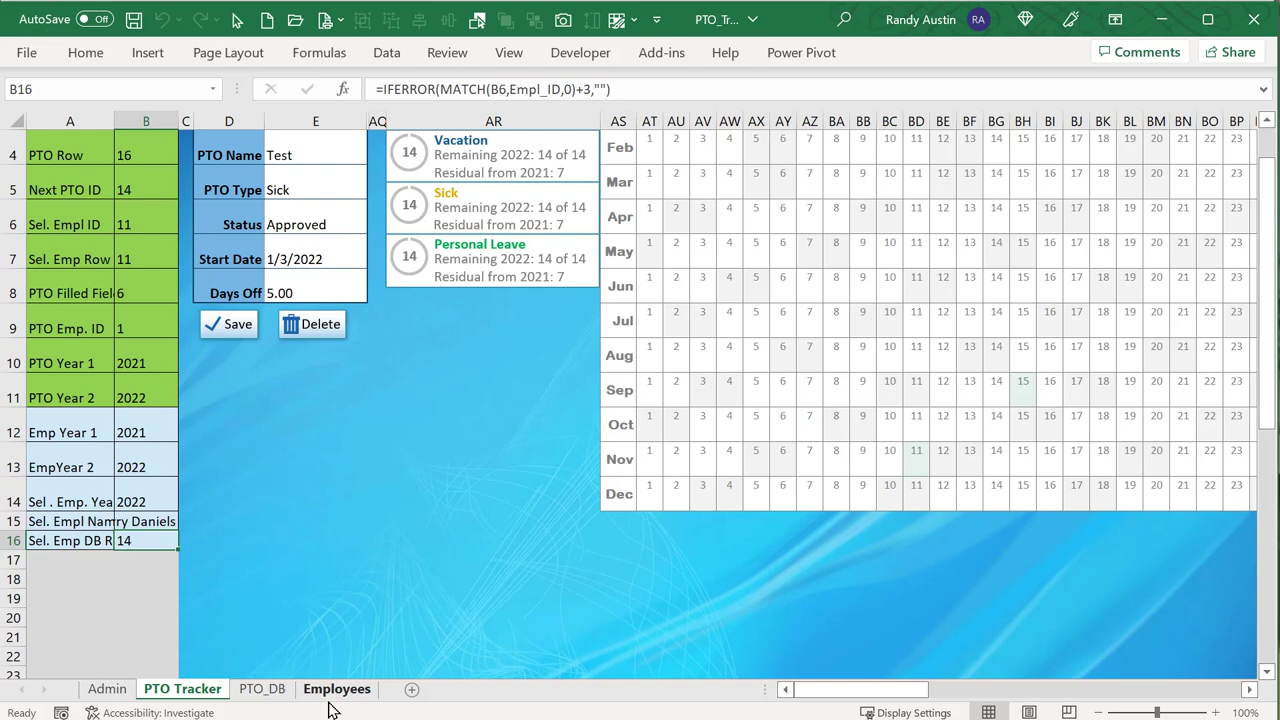 AutoSave Off PTO_Tr... Randy Austin RA
File Home Insert Page Layout Formulas Data Review View Developer Add-ins Help Power Pivot Comments Share
B16 fx =IFERROR(MATCH(B6,Empl_ID,0)+3,"")
A B C D E AQ AR AS AT AU AV AW AX AY AZ BA BB BC BD BE BF BG BH BI BJ BK BL BM BN BO BP
4 PTO Row 16
5 Next PTO ID 14
6 Sel. Empl ID 11
7 Sel. Emp Row 11
8 PTO Filled Fiel 6
9 PTO Emp. ID 1
10 PTO Year 1 2021
11 PTO Year 2 2022
12 Emp Year 1 2021
13 EmpYear 2 2022
14 Sel . Emp. Yea 2022
15 Sel. Empl Nam ry Daniels
16 Sel. Emp DB R 14
17
18
19
20
21
22
23
PTO Name Test
PTO Type Sick
Status Approved
Start Date 1/3/2022
Days Off 5.00
Save Delete
14 Vacation
Remaining 2022: 14 of 14
Residual from 2021: 7
14 Sick
Remaining 2022: 14 of 14
Residual from 2021: 7
14 Personal Leave
Remaining 2022: 14 of 14
Residual from 2021: 7
Feb 1 2 3 4 5 6 7 8 9 10 11 12 13 14 15 16 17 18 19 20 21 22 23
Mar 1 2 3 4 5 6 7 8 9 10 11 12 13 14 15 16 17 18 19 20 21 22 23
Apr 1 2 3 4 5 6 7 8 9 10 11 12 13 14 15 16 17 18 19 20 21 22 23
May 1 2 3 4 5 6 7 8 9 10 11 12 13 14 15 16 17 18 19 20 21 22 23
Jun 1 2 3 4 5 6 7 8 9 10 11 12 13 14 15 16 17 18 19 20 21 22 23
Jul 1 2 3 4 5 6 7 8 9 10 11 12 13 14 15 16 17 18 19 20 21 22 23
Aug 1 2 3 4 5 6 7 8 9 10 11 12 13 14 15 16 17 18 19 20 21 22 23
Sep 1 2 3 4 5 6 7 8 9 10 11 12 13 14 15 16 17 18 19 20 21 22 23
Oct 1 2 3 4 5 6 7 8 9 10 11 12 13 14 15 16 17 18 19 20 21 22 23
Nov 1 2 3 4 5 6 7 8 9 10 11 12 13 14 15 16 17 18 19 20 21 22 23
Dec 1 2 3 4 5 6 7 8 9 10 11 12 13 14 15 16 17 18 19 20 21 22 23
Admin PTO Tracker PTO_DB Employees
Ready Accessibility: Investigate Display Settings 100%